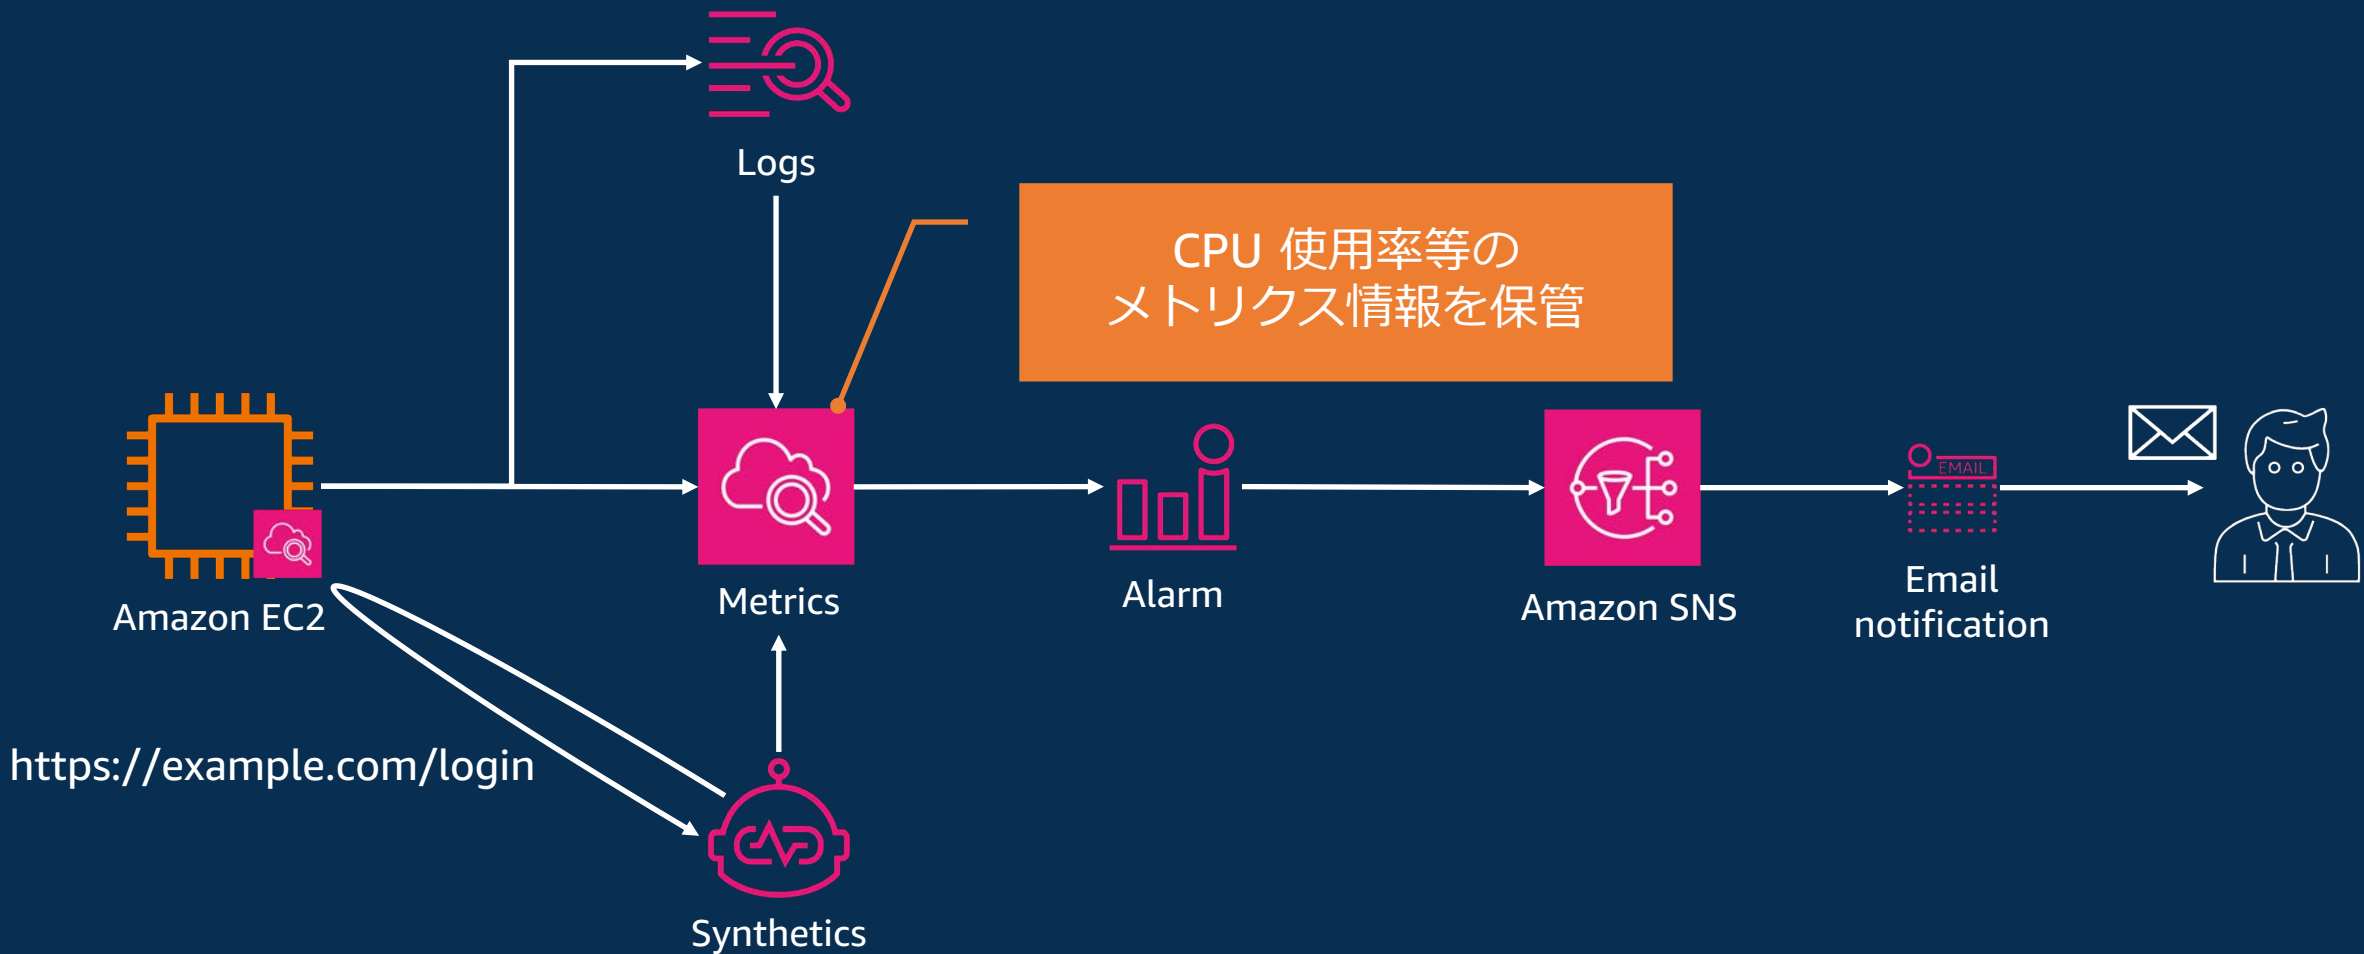 Logs
CPU 使用率等の
メトリクス情報を保管
EMAIL
Amazon EC2
Metrics
Alarm
Amazon SNS
Email
notification
https://example.com/login
Synthetics